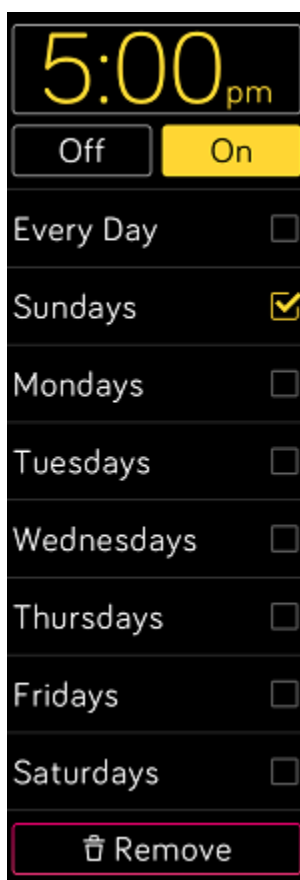 5:00pm
Off On
Every Day
Sundays
Mondays
Tuesdays
Wednesdays
Thursdays
Fridays
Saturdays
Remove